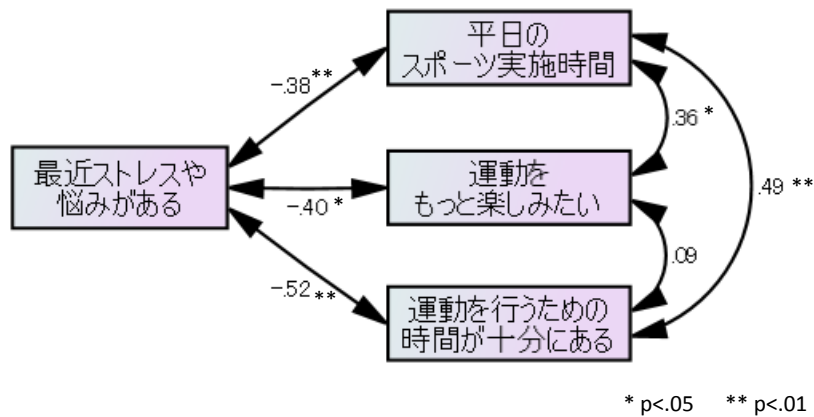 平日の
スポーツ実施時間
-.38**
.36 *
最近ストレスや
悩みがある
運動を
もっと楽しみたい
-.40 *
.49 **
.09
-.52 **
運動を行うための
時間が十分にある
* p<.05 ** p<.01